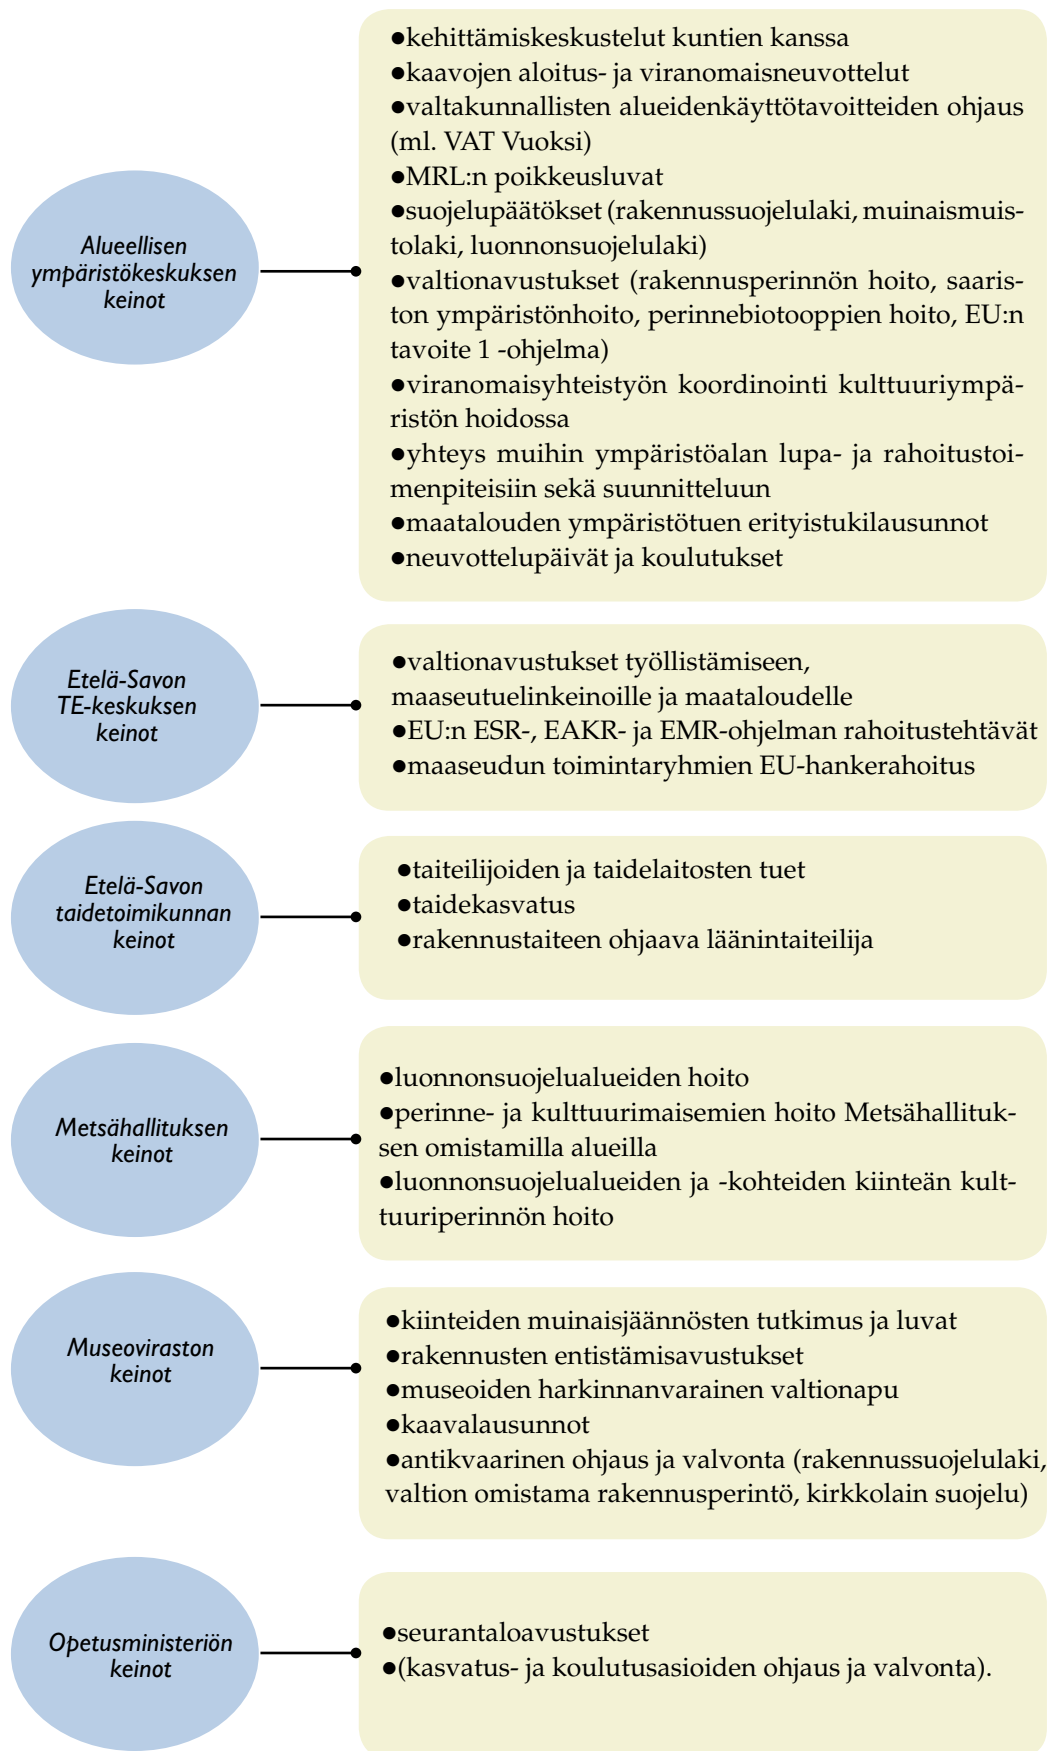 Alueellisen
ympäristökeskuksen
keinot
●kehittämiskeskustelut kuntien kanssa
●kaavojen aloitus- ja viranomaisneuvottelut
●valtakunnallisten alueidenkäyttötavoitteiden ohjaus
(ml. VAT Vuoksi)
●MRL:n poikkeusluvat
●suojelupäätökset (rakennussuojelulaki, muinaismuis-
tolaki, luonnonsuojelulaki)
●valtionavustukset (rakennusperinnön hoito, saaris-
ton ympäristönhoito, perinnebiotooppien hoito, EU:n
tavoite 1 -ohjelma)
●viranomaisyhteistyön koordinointi kulttuuriympä-
ristön hoidossa
●yhteys muihin ympäristöalan lupa- ja rahoitustoi-
menpiteisiin sekä suunnitteluun
●maatalouden ympäristötuen erityistukilausunnot
●neuvottelupäivät ja koulutukset
Etelä-Savon
TE-keskuksen
keinot
●valtionavustukset työllistämiseen,
maaseutuelinkeinoille ja maataloudelle
●EU:n ESR-, EAKR- ja EMR-ohjelman rahoitustehtävät
●maaseudun toimintaryhmien EU-hankerahoitus
Etelä-Savon
taidetoimikunnan
keinot
●taiteilijoiden ja taidelaitosten tuet
●taidekasvatus
●rakennustaiteen ohjaava läänintaiteilija
Metsähallituksen
keinot
●luonnonsuojelualueiden hoito
●perinne- ja kulttuurimaisemien hoito Metsähallituk-
sen omistamilla alueilla
●luonnonsuojelualueiden ja -kohteiden kiinteän kult-
tuuriperinnön hoito
Museoviraston
keinot
●kiinteiden muinaisjäännösten tutkimus ja luvat
●rakennusten entistämisavustukset
●museoiden harkinnanvarainen valtionapu
●kaavalausunnot
●antikvaarinen ohjaus ja valvonta (rakennussuojelulaki,
valtion omistama rakennusperintö, kirkkolain suojelu)
Opetusministeriön
keinot
●seurantaloavustukset
●(kasvatus- ja koulutusasioiden ohjaus ja valvonta).